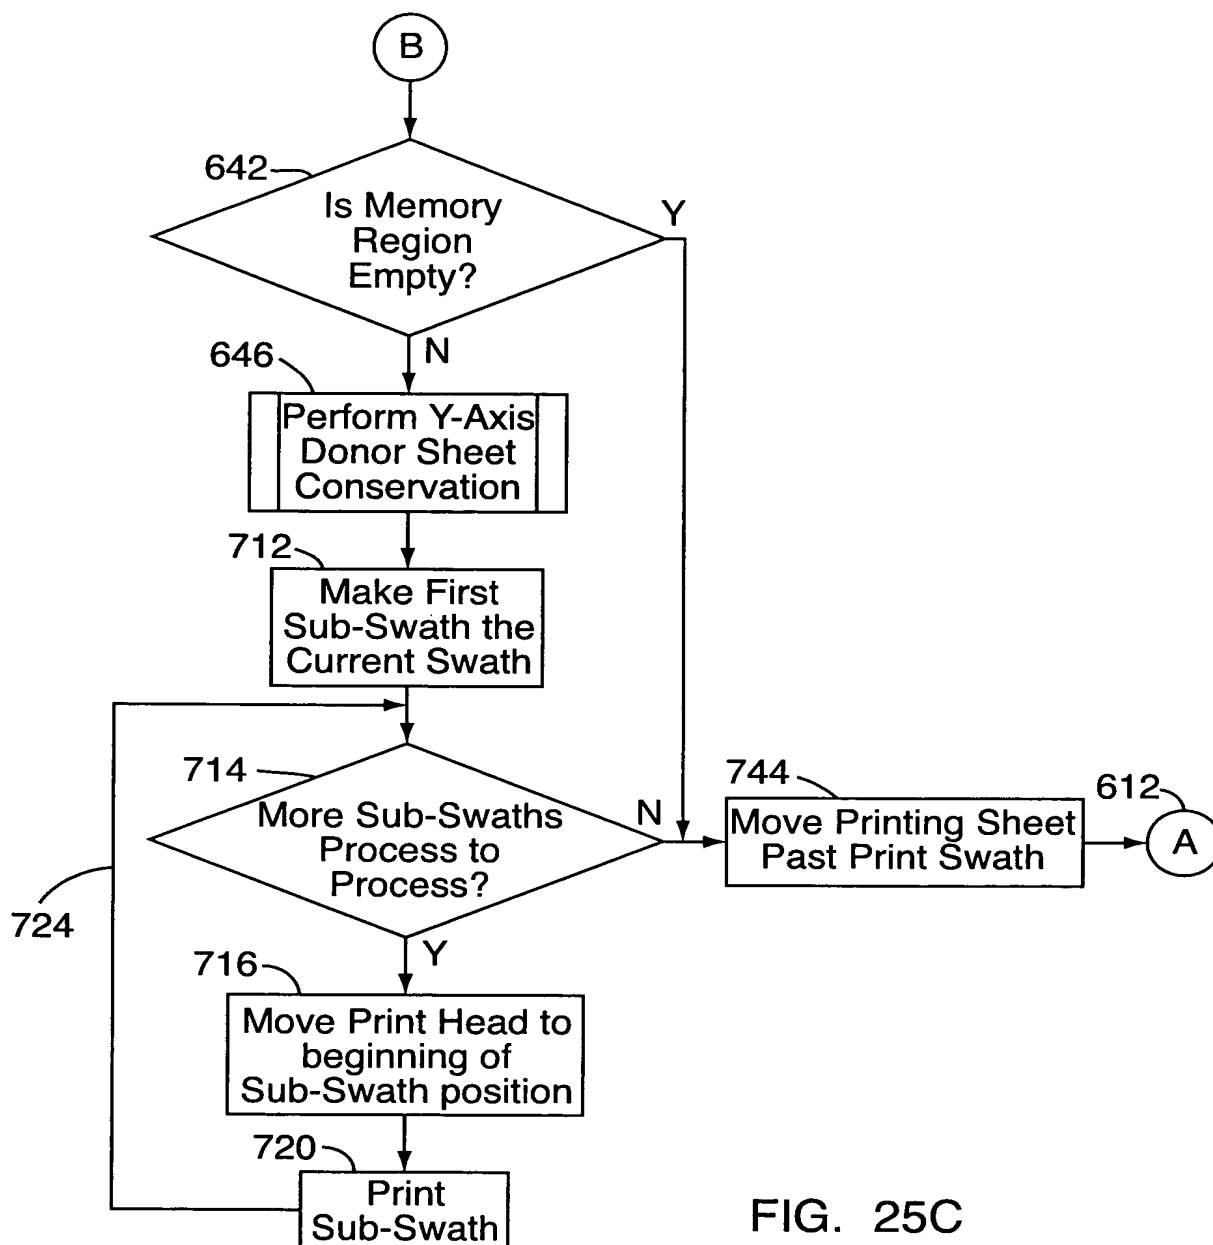 B
642
Is Memory
Region
Empty?
Y
N
646
Perform Y-Axis
Donor Sheet
Conservation
712
Make First
Sub-Swath the
Current Swath
714
More Sub-Swaths
Process to
Process?
N
744
Move Printing Sheet
Past Print Swath
612
A
724
Y
716
Move Print Head to
beginning of
Sub-Swath position
720
Print
Sub-Swath
FIG. 25C